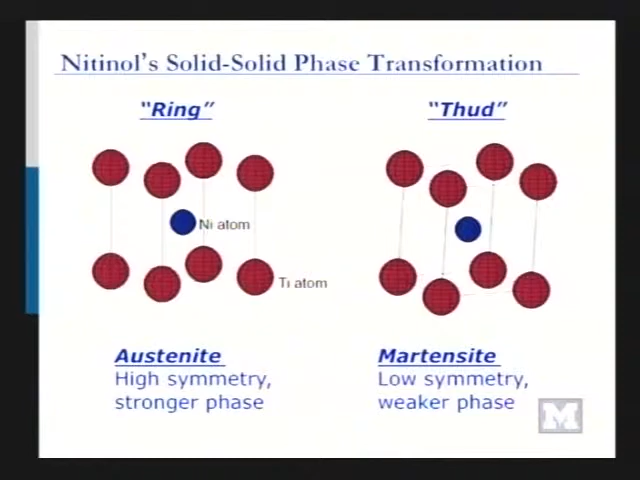 Nitinol's Solid-Solid Phase Transformation
"Ring"
"Thud"
Ni atom
Ti atom
Austenite
High symmetry,
stronger phase
Martensite
Low symmetry,
weaker phase
M